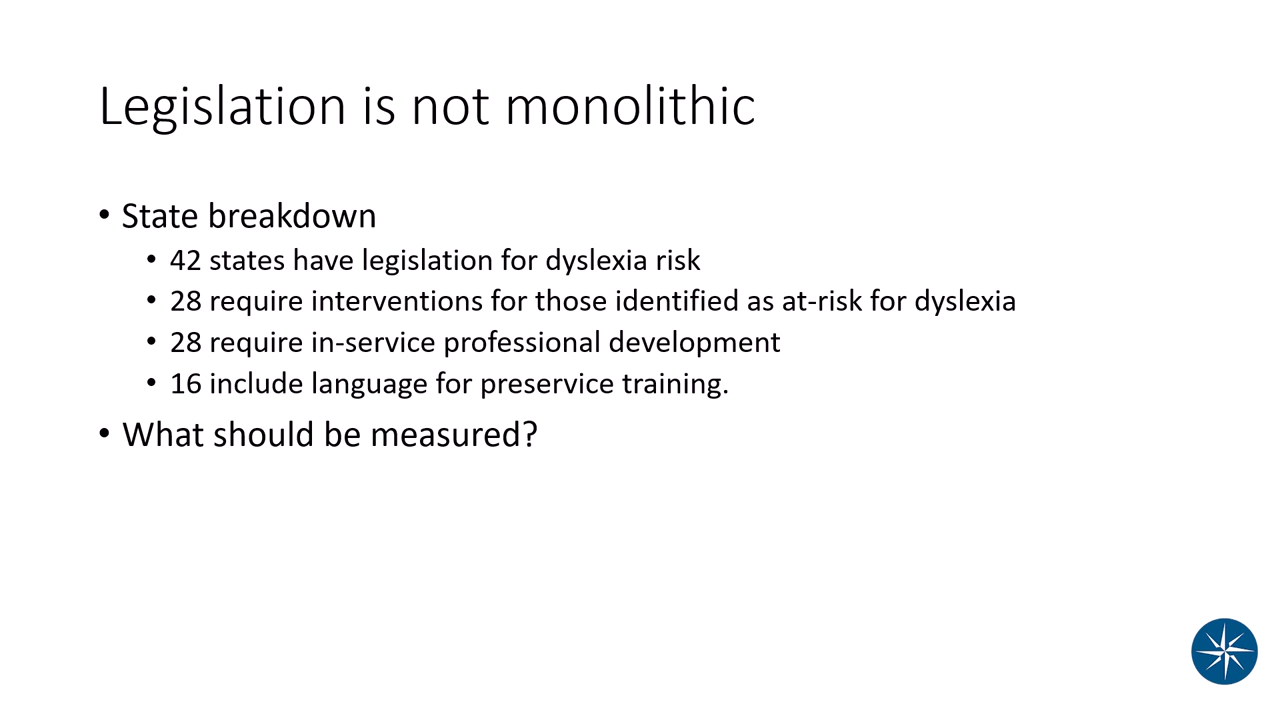 Legislation is not monolithic
• State breakdown
• 42 states have legislation for dyslexia risk
• 28 require interventions for those identified as at-risk for dyslexia
• 28 require in-service professional development
• 16 include language for preservice training.
• What should be measured?